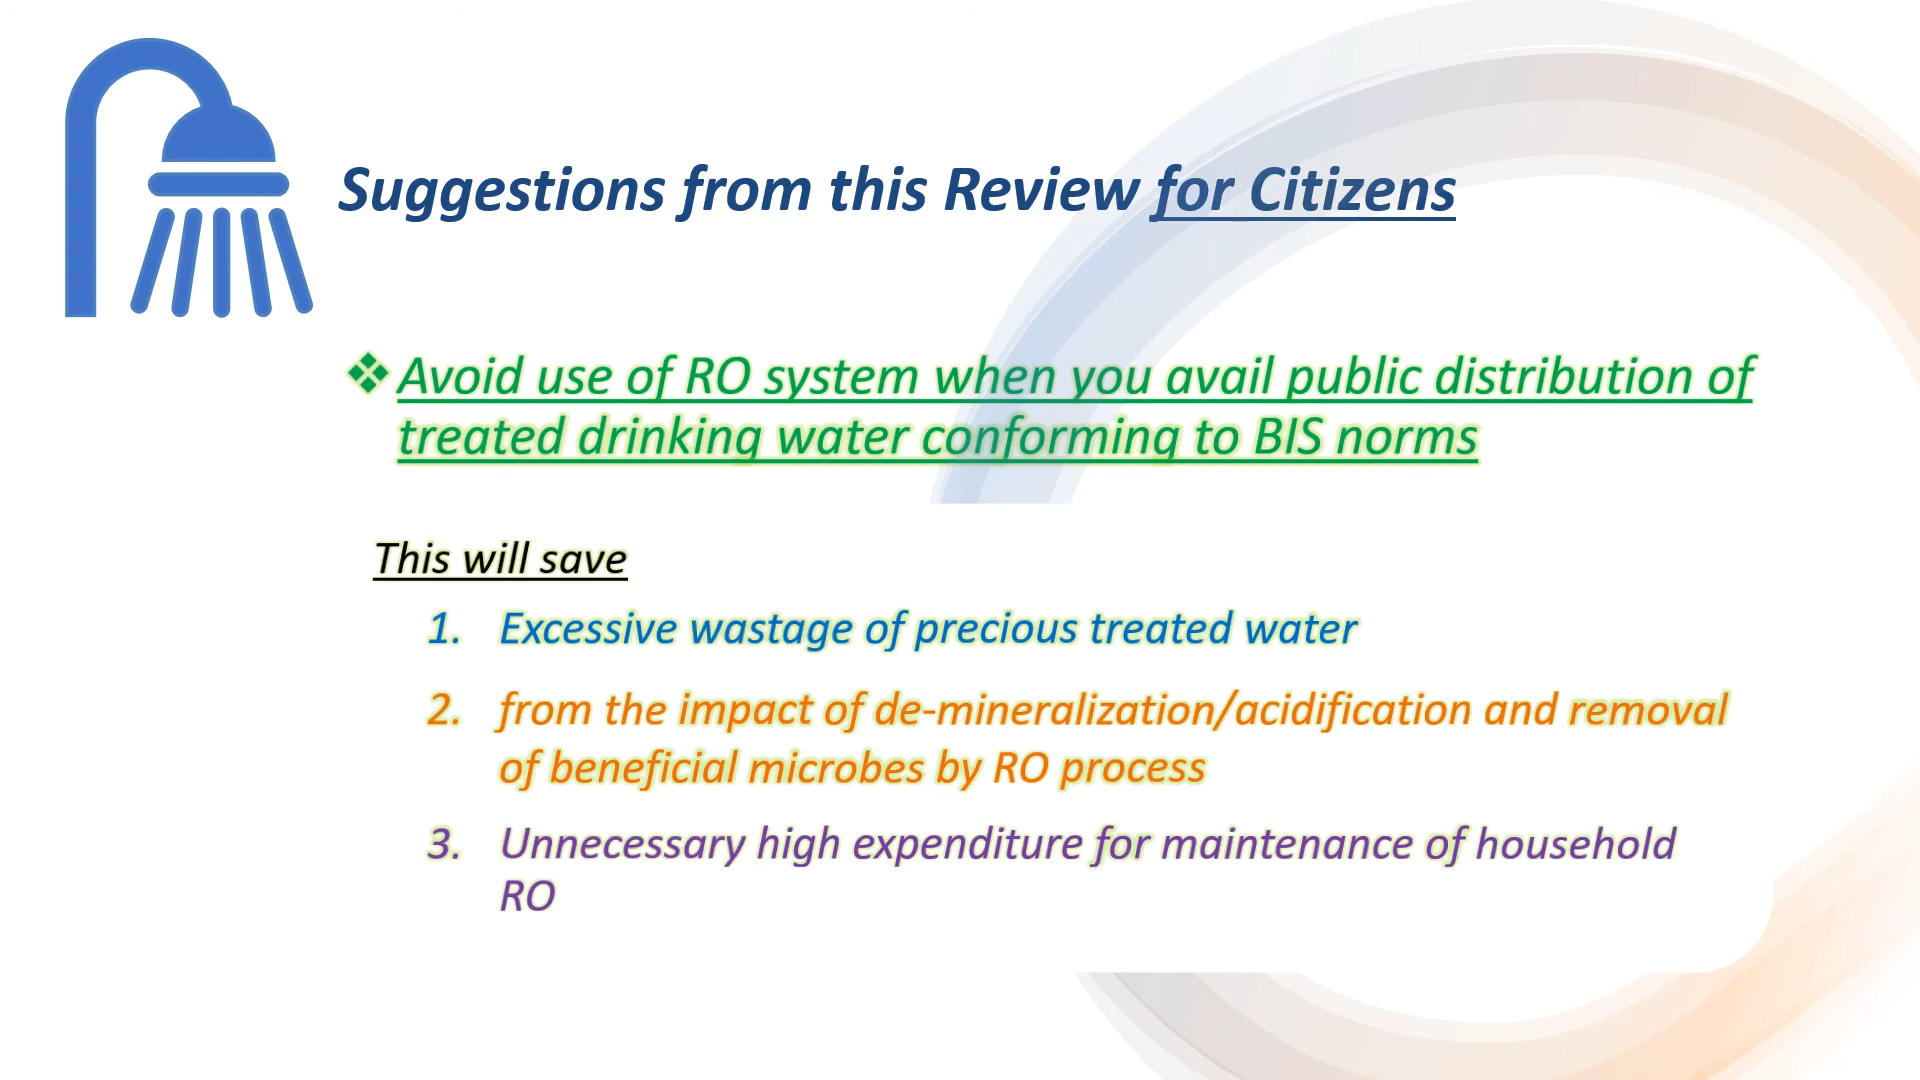 Suggestions from this Review for Citizens
❖ Avoid use of RO system when you avail public distribution of
treated drinking water conforming to BIS norms
This will save
1. Excessive wastage of precious treated water
2. from the impact of de-mineralization/acidification and removal
of beneficial microbes by RO process
3. Unnecessary high expenditure for maintenance of household
RO